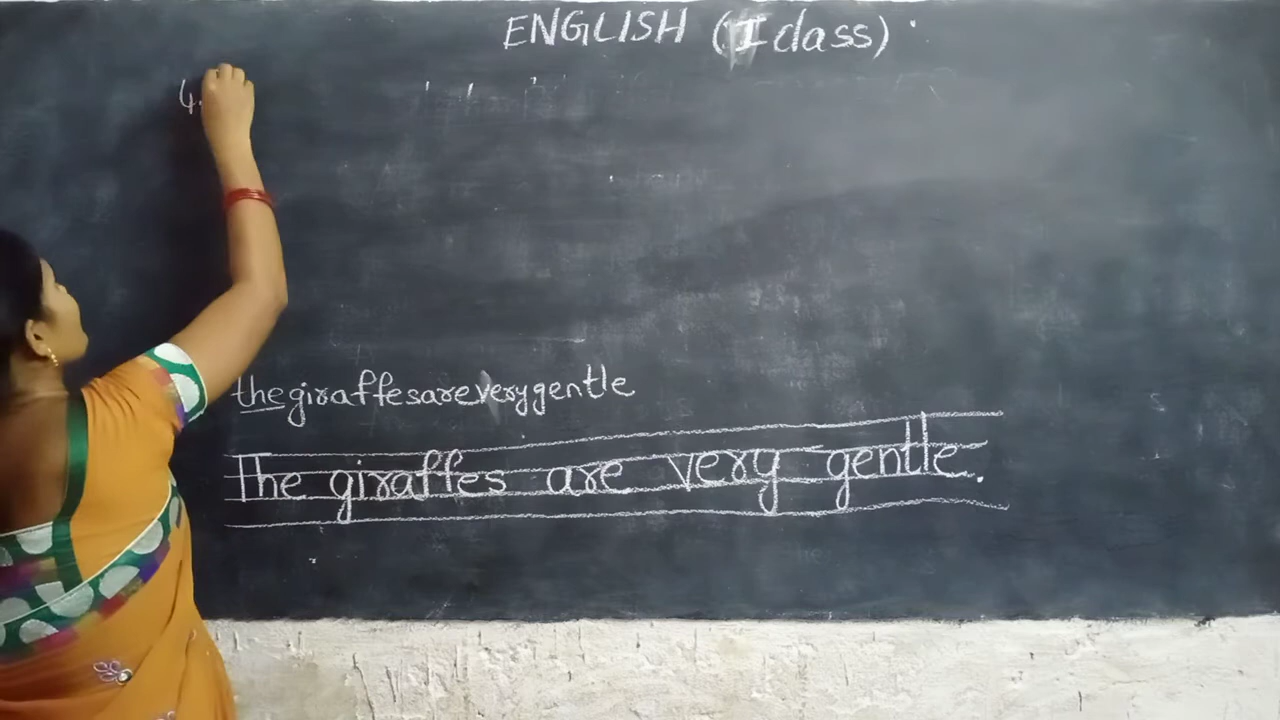 ENGLISH (I class)
4.
thegiraffesareverygentle
The giraffes are very gentle.